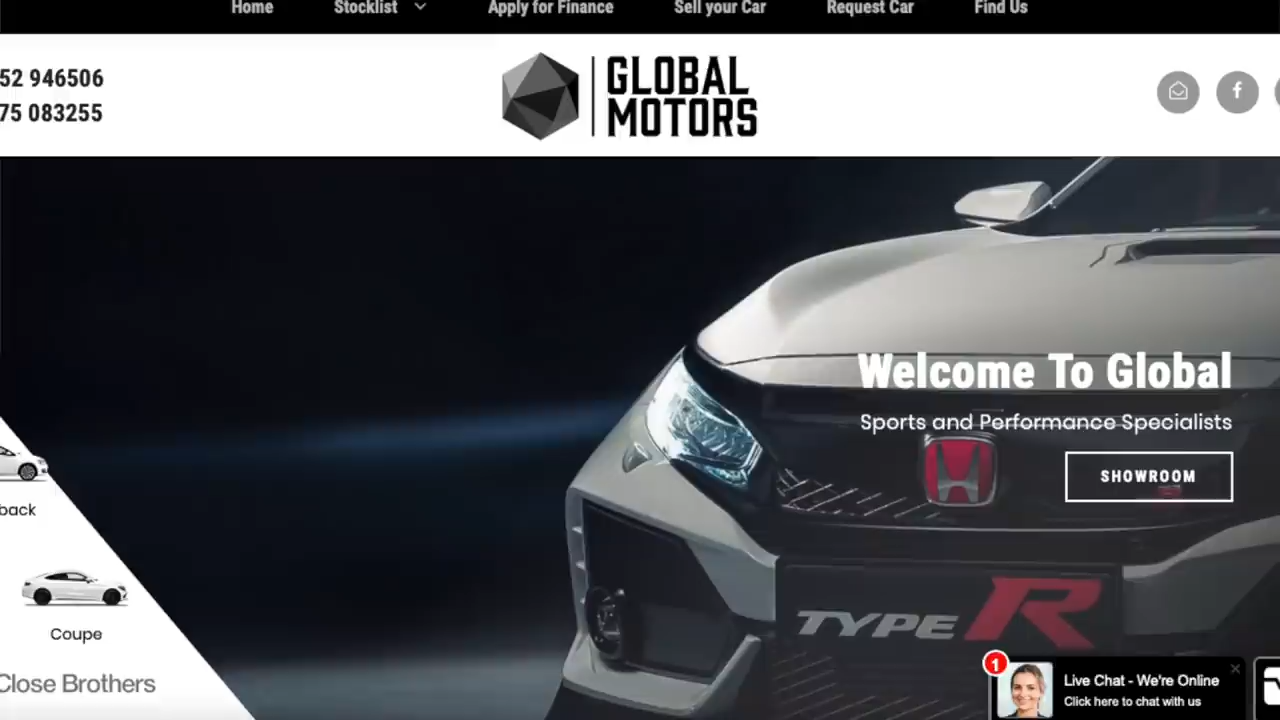 Home Stocklist Apply for Finance Sell your Car Request Car Find Us
52 946506
75 083255
GLOBAL
MOTORS
Welcome To Global
Sports and Performance Specialists
SHOWROOM
back
Coupe
Close Brothers
TYPE R
1
Live Chat - We're Online
Click here to chat with us